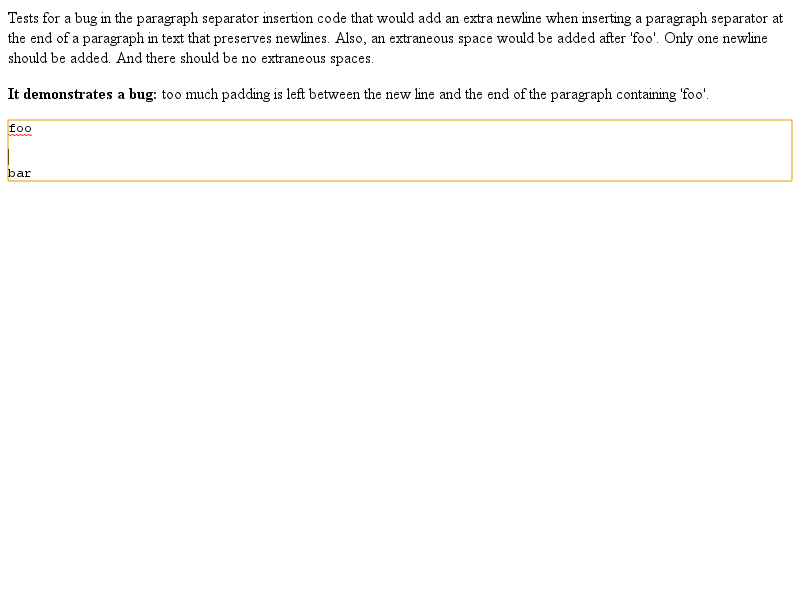 Tests for a bug in the paragraph separator insertion code that would add an extra newline when inserting a paragraph separator at
the end of a paragraph in text that preserves newlines. Also, an extraneous space would be added after 'foo'. Only one newline
should be added. And there should be no extraneous spaces.
It demonstrates a bug: too much padding is left between the new line and the end of the paragraph containing 'foo'.
foo
bar